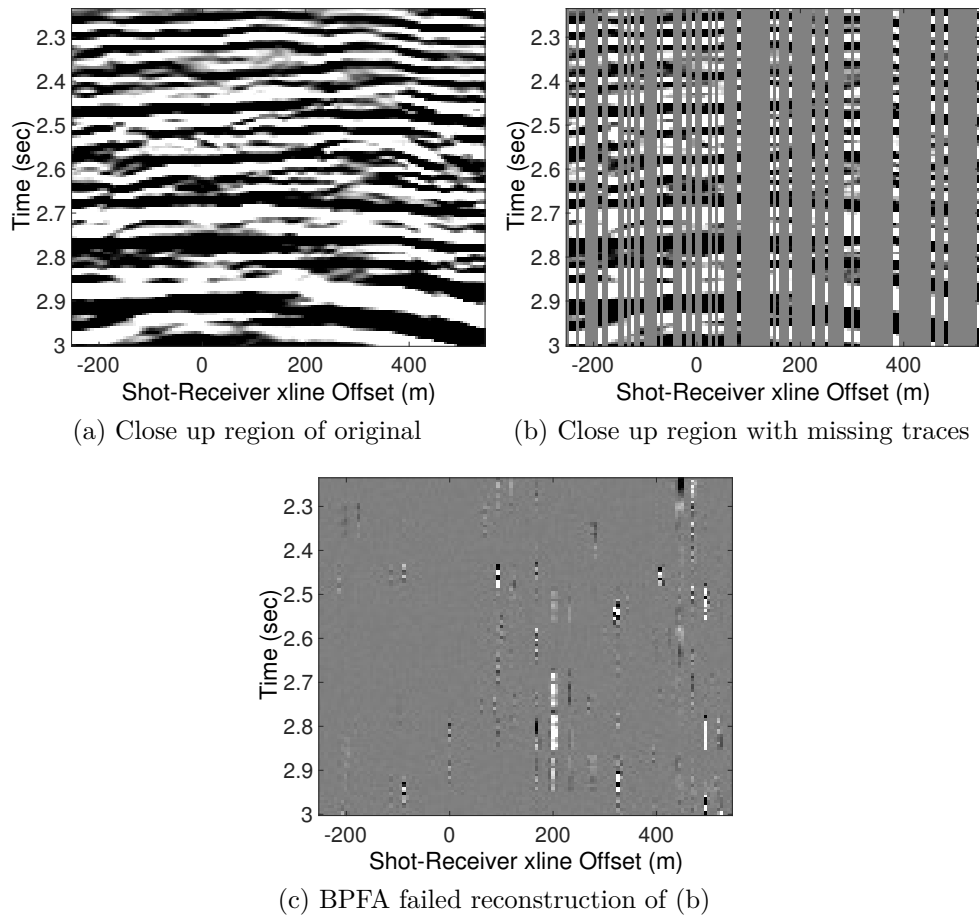 2.3
2.4
2.5
2.6
2.7
2.8
2.9
3
Time (sec)
-200 0 200 400
Shot-Receiver xline Offset (m)
(a) Close up region of original
2.3
2.4
2.5
2.6
2.7
2.8
2.9
3
Time (sec)
-200 0 200 400
Shot-Receiver xline Offset (m)
(b) Close up region with missing traces
2.3
2.4
2.5
2.6
2.7
2.8
2.9
3
Time (sec)
-200 0 200 400
Shot-Receiver xline Offset (m)
(c) BPFA failed reconstruction of (b)